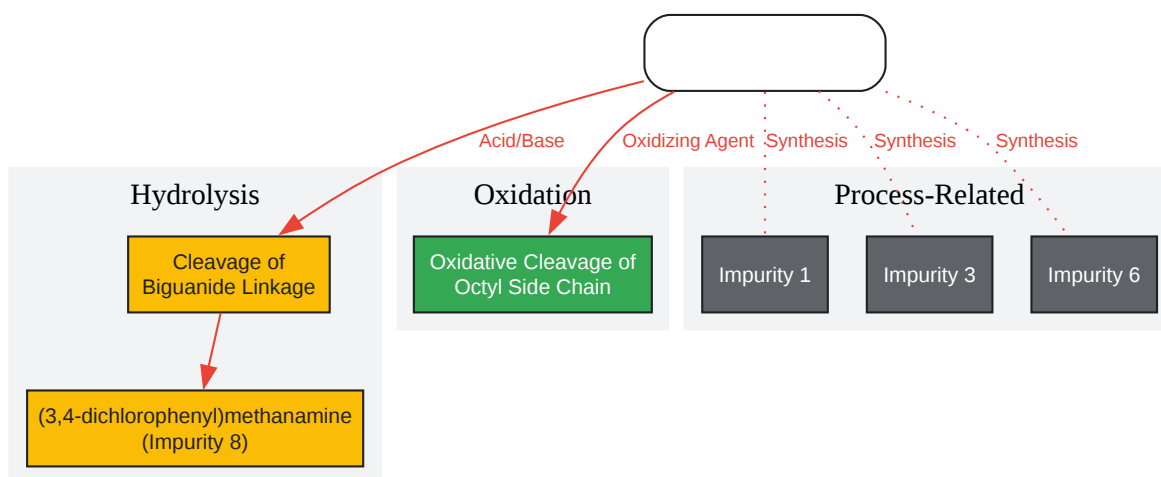 Acid/Base
Oxidizing Agent
Synthesis
Synthesis
Synthesis
Hydrolysis
Oxidation
Process-Related
Cleavage of
Biguanide Linkage
Oxidative Cleavage of
Octyl Side Chain
Impurity 1
Impurity 3
Impurity 6
(3,4-dichlorophenyl)methanamine
(Impurity 8)